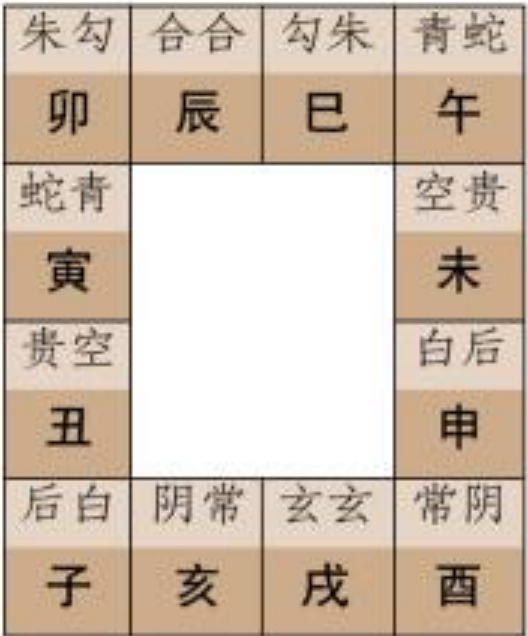 朱勾 合合 勾朱 青蛇
卯 辰 巳 午
蛇青 空贵
寅 未
贵空 白后
丑 申
后白 阴常 玄玄 常阴
子 亥 戌 酉